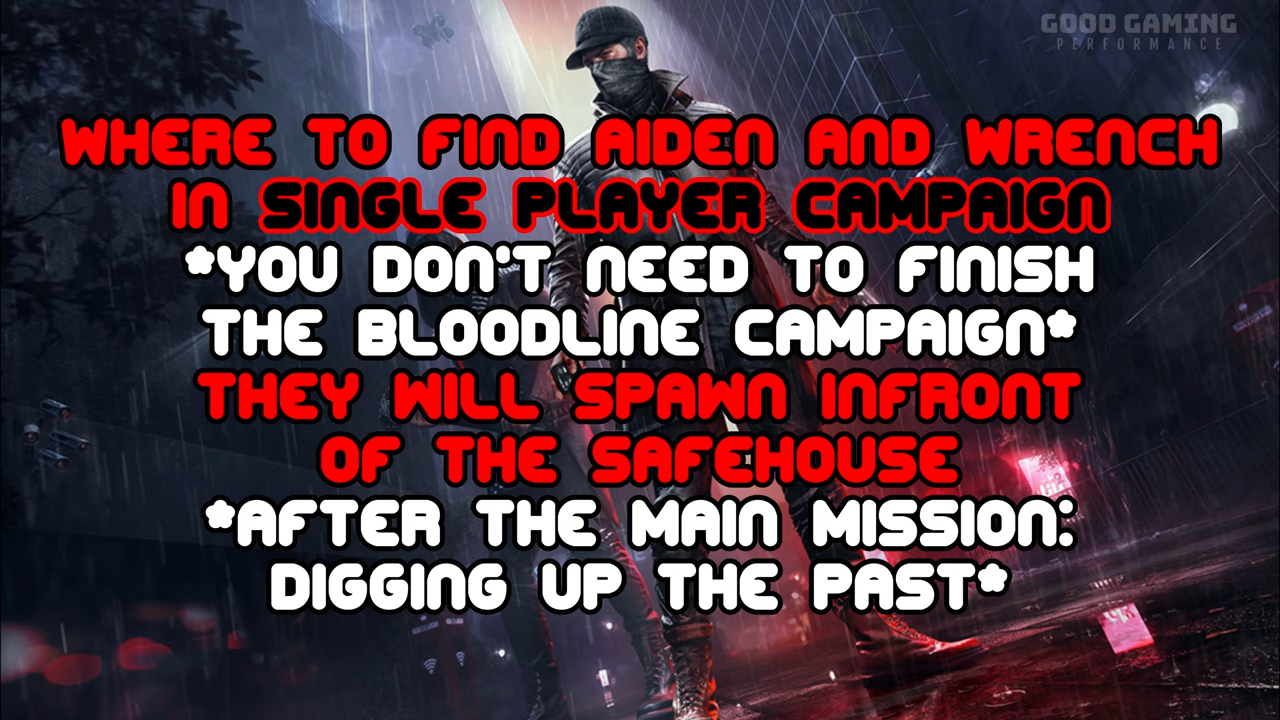 GOOD GAMING
PERFORMANCE
WHERE TO FIND AIDEN AND WRENCH
IN SINGLE PLAYER CAMPAIGN
*YOU DON'T NEED TO FINISH
THE BLOODLINE CAMPAIGN*
THEY WILL SPAWN INFRONT
OF THE SAFEHOUSE
*AFTER THE MAIN MISSION:
DIGGING UP THE PAST*